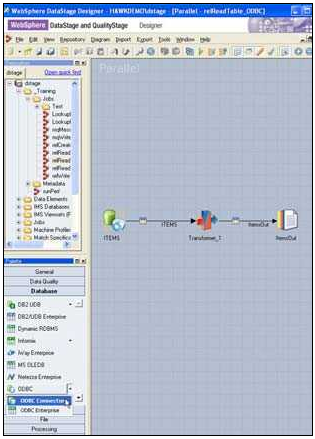 WebSphere DataStage Designer - HAWKDEMO\dstage - [Parallel - relReadTable_ODBC]
WebSphere DataStage and QualityStage Designer
File Edit View Repository Diagram Import Export Tools Window Help
Repository
dstage Open quick find
dstage
_Training
Jobs
Test
Lookup
Lookup
relCreat
relRead
relRead
relRead
relWrite
Metadata
Data Elements
IMS Databases
IMS Viewsets (F
Jobs
Machine Profiles
Match Specifica
Parallel
ITEMS
ITEMS
Transformer_1
ItemsOut
ItemsOut
Palette
General
Data Quality
Database
DB2 UDB
DB2/UDB Enterprise
Dynamic RDBMS
Informix
iWay Enterprise
MS OLEDB
Netezza Enterprise
ODBC
ODBC Connector
ODBC Enterprise
File
Processing